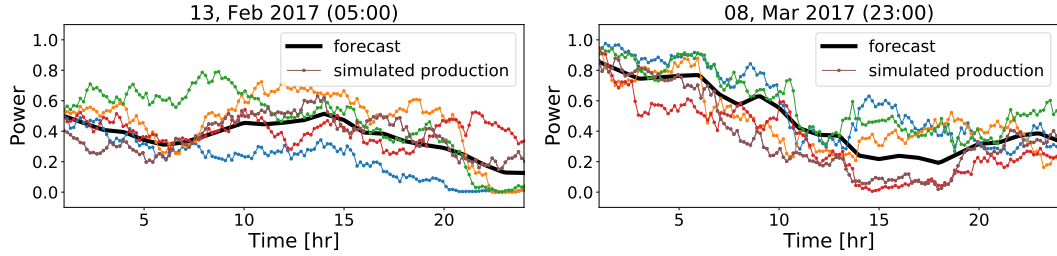 13, Feb 2017 (05:00)
1.0
0.8
0.6
0.4
0.2
0.0
Power
forecast
simulated production
5
10
15
20
Time [hr]
08, Mar 2017 (23:00)
1.0
0.8
0.6
0.4
0.2
0.0
Power
forecast
simulated production
5
10
15
20
Time [hr]